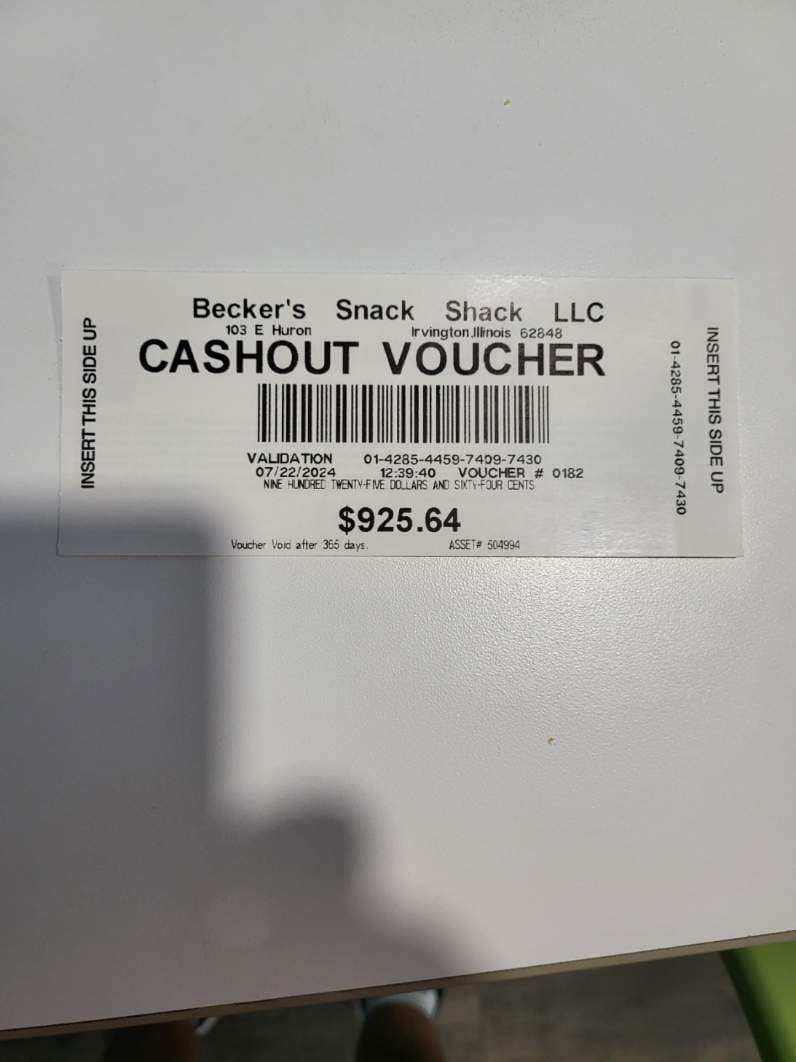 Becker's Snack Shack LLC
103 E Huron Irvington,Illinois 62848
CASHOUT VOUCHER
INSERT THIS SIDE UP
VALIDATION 01-4285-4459-7409-7430
07/22/2024 12:39:40 VOUCHER # 0182
NINE HUNDRED TWENTY-FIVE DOLLARS AND SIXTY-FOUR CENTS
$925.64
Voucher Void after 365 days. ASSET# 504994
01-4285-4459-7409-7430
INSERT THIS SIDE UP